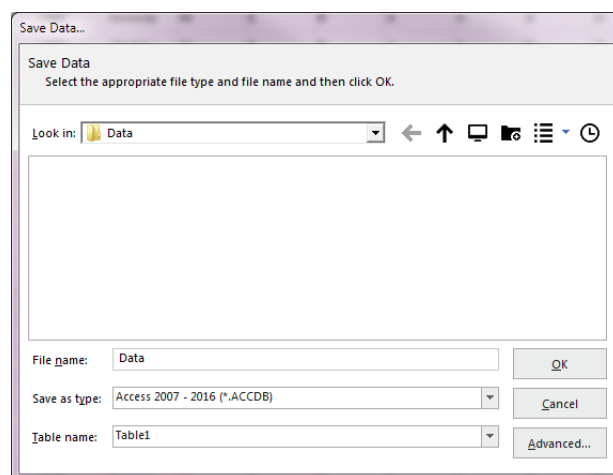 Save Data...
Save Data
Select the appropriate file type and file name and then click OK.
Look in: Data
File name: Data
OK
Save as type: Access 2007 - 2016 (*.ACCDB)
Cancel
Table name: Table1
Advanced...